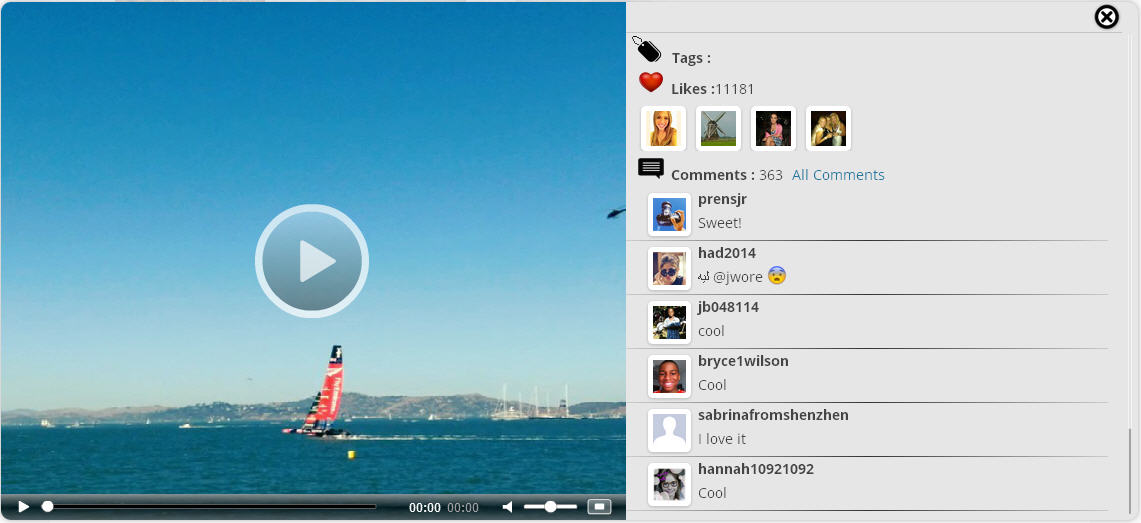 Tags :
Likes :11181
Comments : 363 All Comments
prensjr
Sweet!
had2014
@jwore 😨
jb048114
cool
bryce1wilson
Cool
sabrinafromshenzhen
I love it
hannah10921092
Cool
00:00 00:00